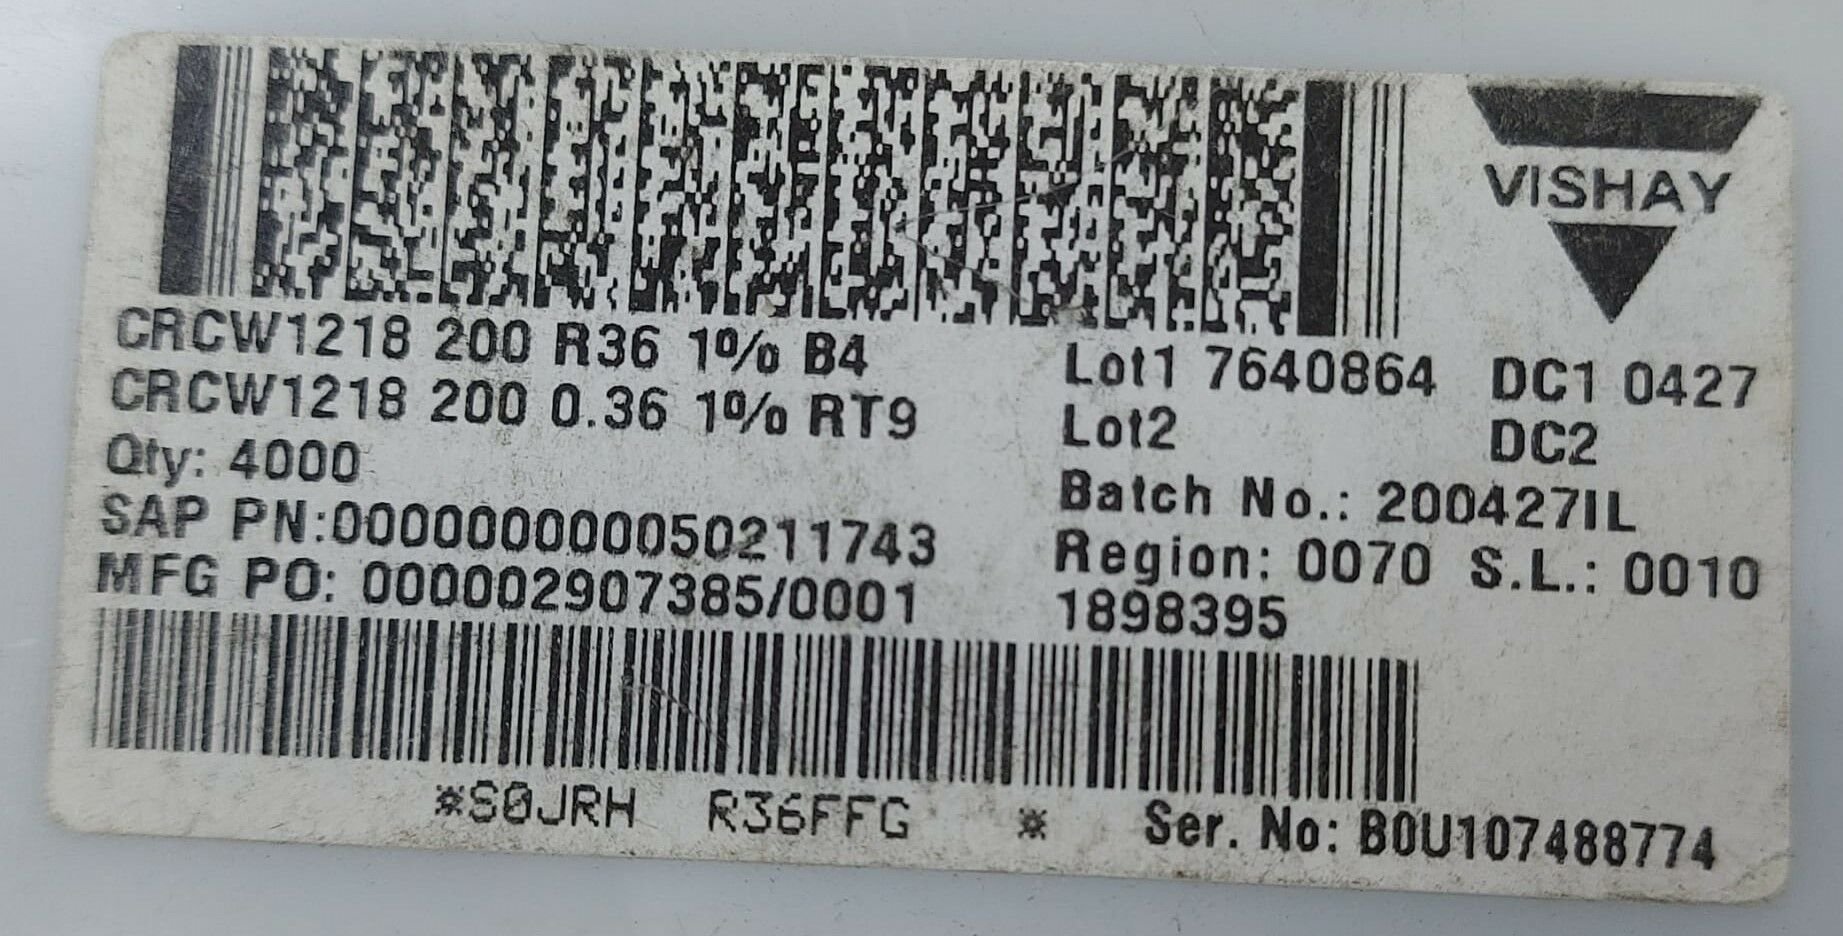 VISHAY
CRCW1218 200 R36 1% B4
CRCW1218 200 0.36 1% RT9
Qty: 4000
SAP PN:000000000050211743
MFG PO: 000002907385/0001
Lot1 7640864 DC1 0427
Lot2 DC2
Batch No.: 200427IL
Region: 0070 S.L.: 0010
1898395
*S0JRH R36FFG *
Ser. No: B0U107488774